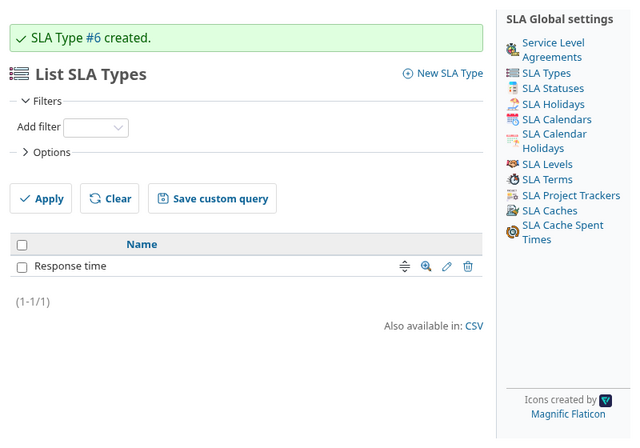 SLA Type #6 created.
List SLA Types
New SLA Type
Filters
Add filter
Options
Apply
Clear
Save custom query
Name
Response time
(1-1/1)
Also available in: CSV
SLA Global settings
Service Level
Agreements
SLA Types
SLA Statuses
SLA Holidays
SLA Calendars
SLA Calendar
Holidays
SLA Levels
SLA Terms
SLA Project Trackers
SLA Caches
SLA Cache Spent
Times
Icons created by
Magnific Flaticon